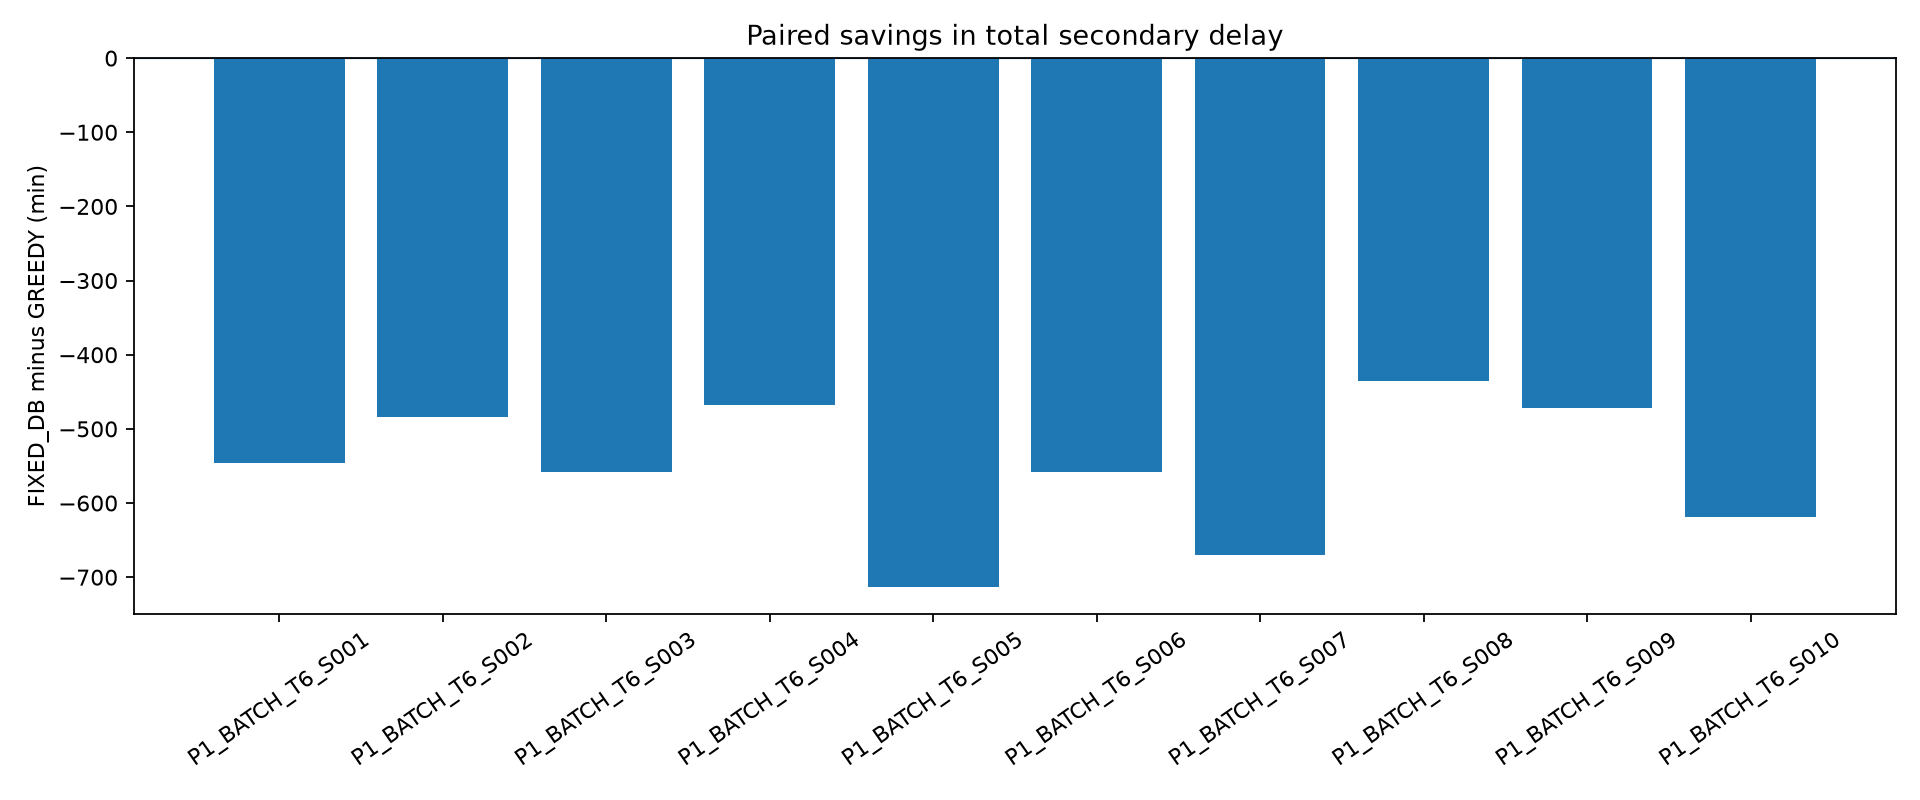 Paired savings in total secondary delay
FIXED_DB minus GREEDY (min)
0
−100
−200
−300
−400
−500
−600
−700
P1_BATCH_T6_S001
P1_BATCH_T6_S002
P1_BATCH_T6_S003
P1_BATCH_T6_S004
P1_BATCH_T6_S005
P1_BATCH_T6_S006
P1_BATCH_T6_S007
P1_BATCH_T6_S008
P1_BATCH_T6_S009
P1_BATCH_T6_S010